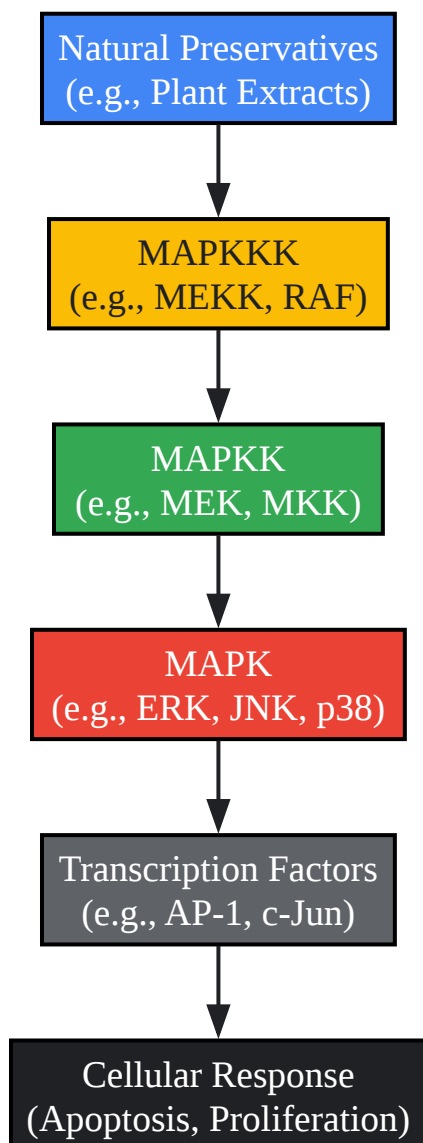 Natural Preservatives
(e.g., Plant Extracts)
MAPKKK
(e.g., MEKK, RAF)
MAPKK
(e.g., MEK, MKK)
MAPK
(e.g., ERK, JNK, p38)
Transcription Factors
(e.g., AP-1, c-Jun)
Cellular Response
(Apoptosis, Proliferation)